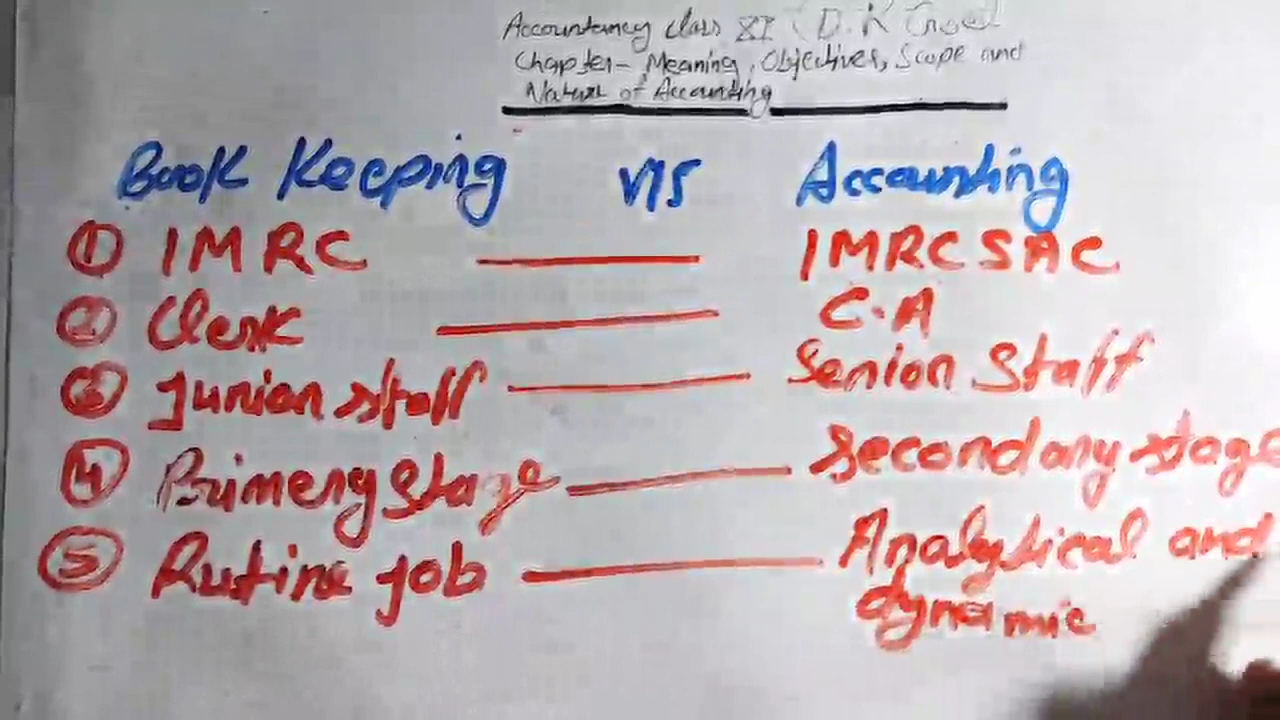 Accountancy class XI (D.K Goel
Chapter- Meaning, Objectives, Scope and
Nature of Accounting
Book Keeping V/S Accounting
① IMRC — IMRCSAC
② Clerk — C.A
③ Junior staff — Senior Staff
④ Primery stage — Secondary stage
⑤ Rutine job — Analytical and
dynamic